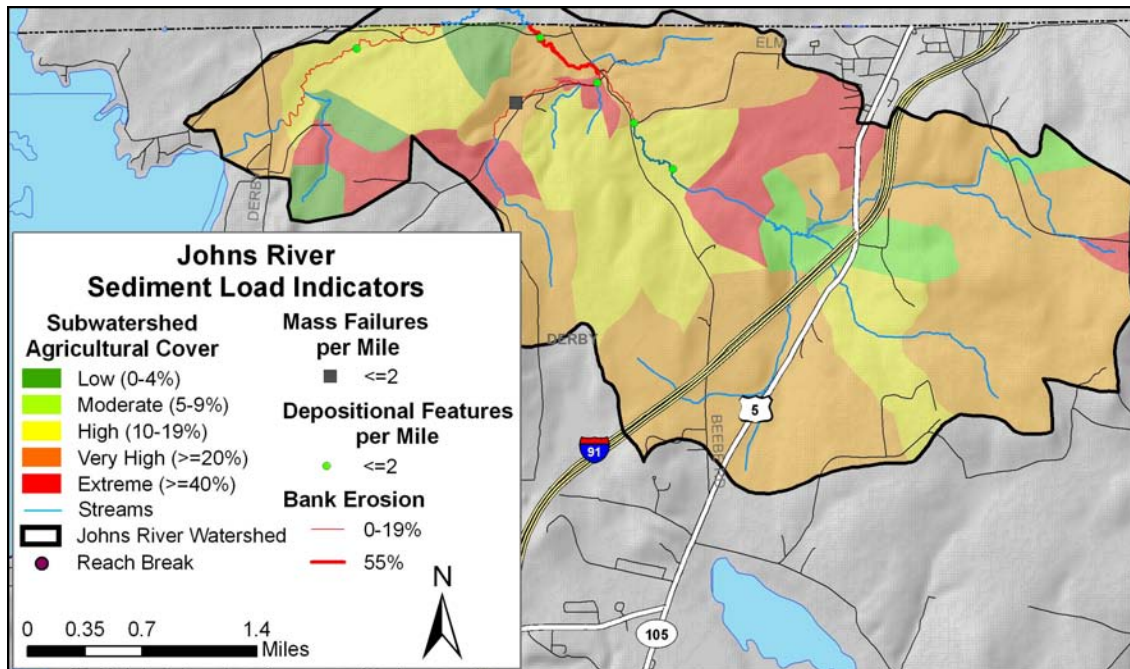 ELM
DERBY
DERBY
BEEBE RD
5
91
105
Johns River
Sediment Load Indicators
Subwatershed
Agricultural Cover
Low (0-4%)
Moderate (5-9%)
High (10-19%)
Very High (>=20%)
Extreme (>=40%)
Streams
Johns River Watershed
Reach Break
Mass Failures
per Mile
<=2
Depositional Features
per Mile
<=2
Bank Erosion
0-19%
55%
N
0 0.35 0.7 1.4
Miles